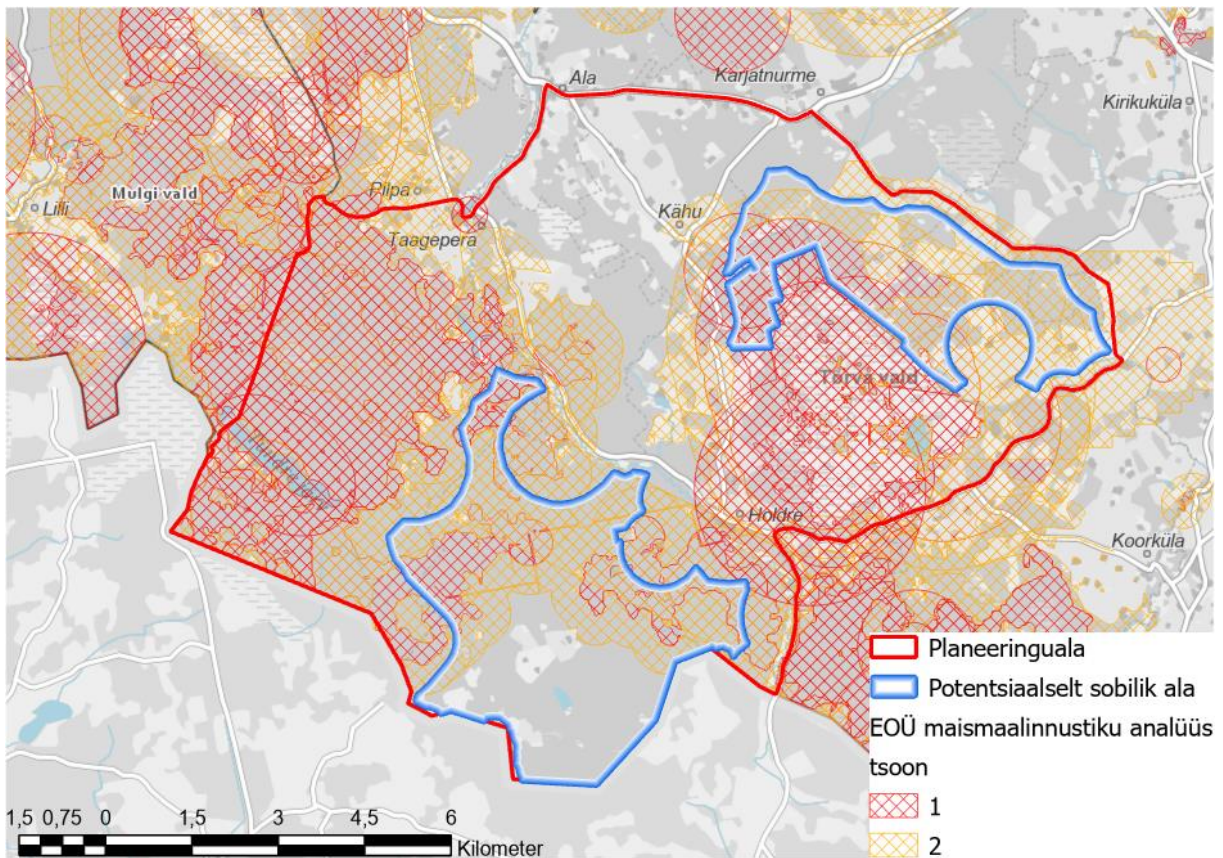 Ala
Karjatnurme
Kirikuküla
Mulgi vald
Pilpa
Lilli
Kähu
Taagepera
Tõrva vald
Holdre
Koorküla
Planeeringuala
Potentsiaalselt sobilik ala
EOÜ maismaalinnustiku analüüs
tsoon
1
2
1,5 0,75 0 1,5 3 4,5 6
Kilometer